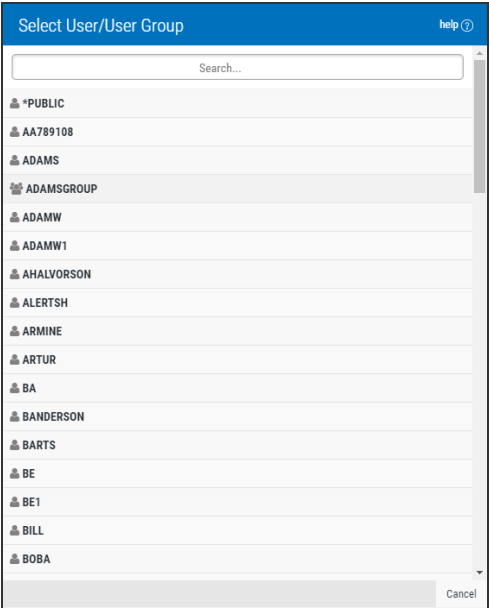 Select User/User Group
help ?
Search...
*PUBLIC
AA789108
ADAMS
ADAMSGROUP
ADAMW
ADAMW1
AHALVORSON
ALERTSH
ARMINE
ARTUR
BA
BANDERSON
BARTS
BE
BE1
BILL
BOBA
Cancel